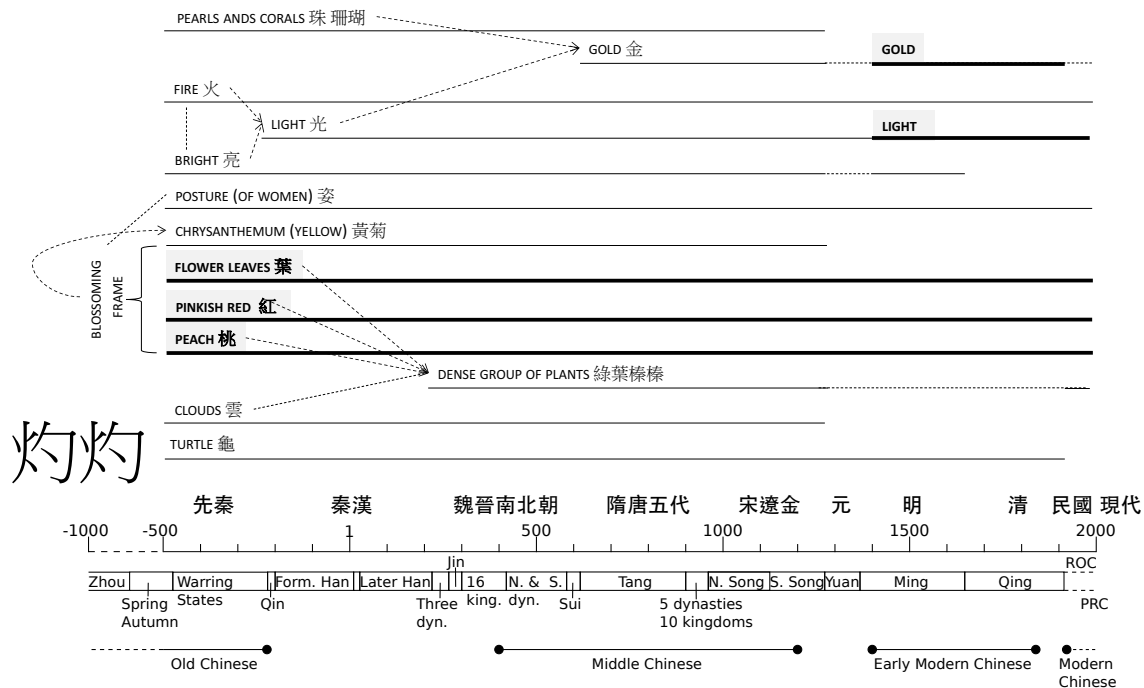 PEARLS ANDS CORALS 珠 珊瑚
GOLD 金
GOLD
FIRE 火
LIGHT 光
LIGHT
BRIGHT 亮
POSTURE (OF WOMEN) 姿
CHRYSANTHEMUM (YELLOW) 黃菊
BLOSSOMING
FRAME
FLOWER LEAVES 葉
PINKISH RED 紅
PEACH 桃
DENSE GROUP OF PLANTS 綠葉榛榛
CLOUDS 雲
灼灼
TURTLE 龜
先秦 秦漢 魏晉南北朝 隋唐五代 宋遼金 元 明 清 民國 現代
-1000 -500 1 500 1000 1500 2000
Jin
ROC
Zhou Warring States Form. Han Later Han 16 king. N. & S. dyn. Tang N. Song S. Song Yuan Ming Qing
Spring Autumn Qin Three dyn. Sui 5 dynasties 10 kingdoms PRC
Old Chinese Middle Chinese Early Modern Chinese Modern Chinese